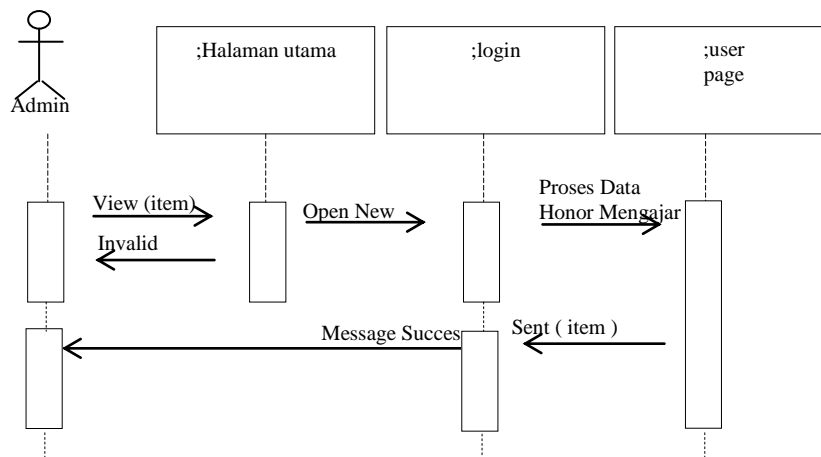 ;Halaman utama
;login
;user
page
Admin
View (item)
Open New
Proses Data
Honor Mengajar
Invalid
Message Succes
Sent ( item )